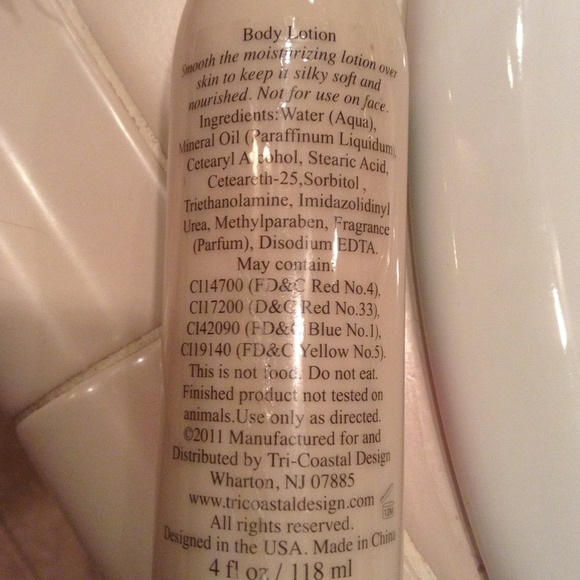 Body Lotion
Smooth the moisturizing lotion over
skin to keep it silky soft and
nourished. Not for use on face.
Ingredients:Water (Aqua),
Mineral Oil (Paraffinum Liquidum),
Cetearyl Alcohol, Stearic Acid,
Ceteareth-25,Sorbitol ,
Triethanolamine, Imidazolidinyl
Urea, Methylparaben, Fragrance
(Parfum), Disodium EDTA.
May contain:
CI14700 (FD&C Red No.4),
CI17200 (D&C Red No.33),
CI42090 (FD&C Blue No.1),
CI19140 (FD&C Yellow No.5).
This is not food. Do not eat.
Finished product not tested on
animals.Use only as directed.
©2011 Manufactured for and
Distributed by Tri-Coastal Design
Wharton, NJ 07885
www.tricoastaldesign.com
12M
All rights reserved.
Designed in the USA. Made in China
4 fl oz / 118 ml